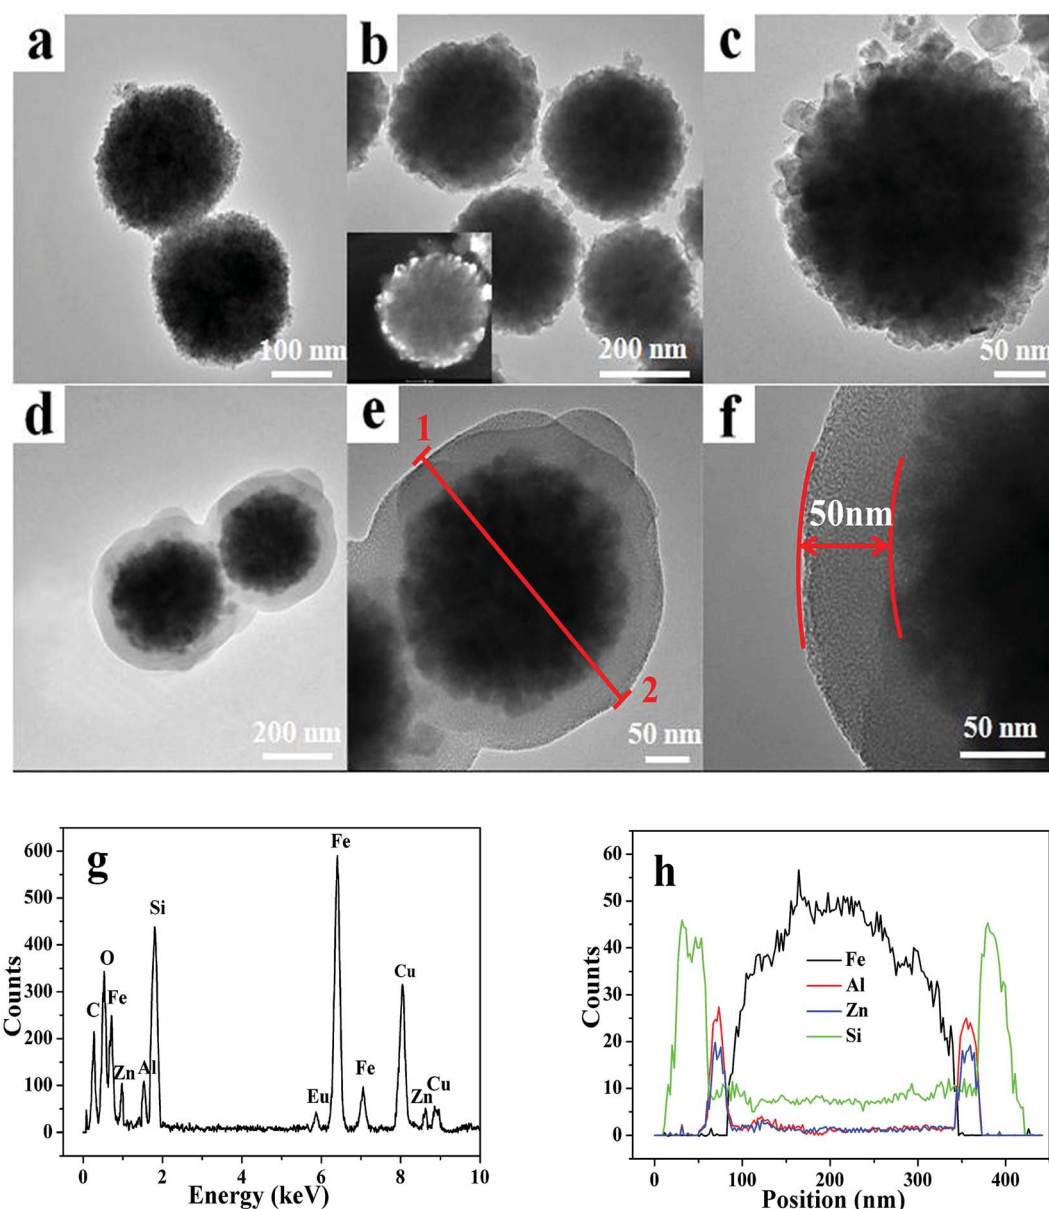 a
b
c
100 nm
200 nm
50 nm
d
e
f
1
50nm
2
200 nm
50 nm
50 nm
g
h
600
500
400
300
200
100
0
Counts
C
O
Fe
Zn
Al
Si
Eu
Fe
Fe
Cu
Zn
Cu
0
2
4
6
8
10
Energy (keV)
60
50
40
30
20
10
0
Counts
Fe
Al
Zn
Si
0
100
200
300
400
Position (nm)